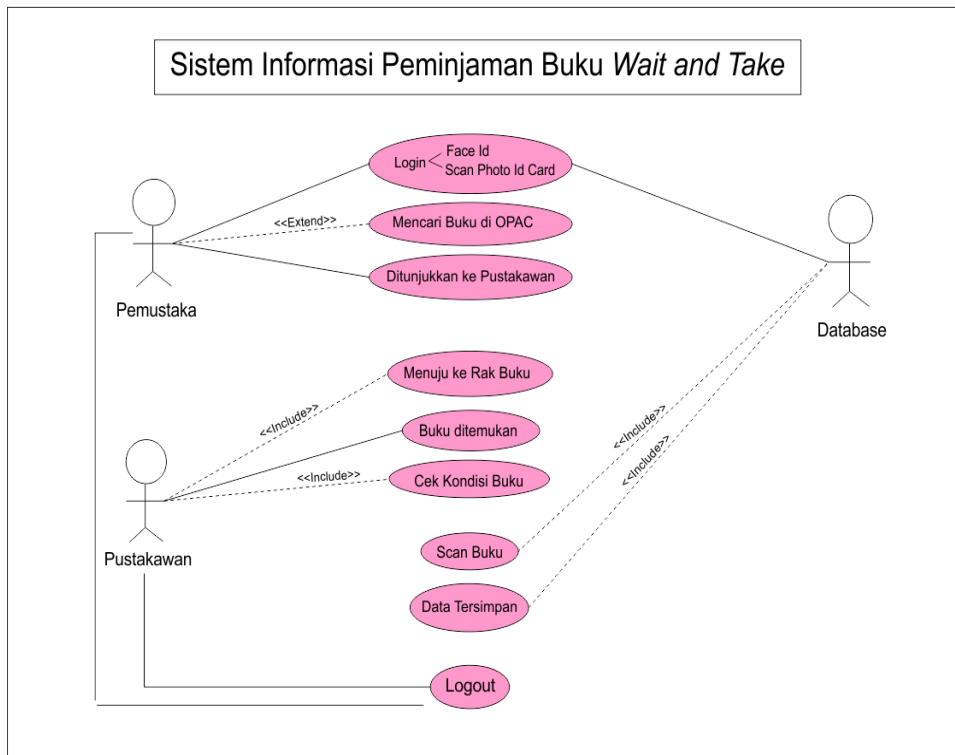 Sistem Informasi Peminjaman Buku Wait and Take
Face Id
Login
Scan Photo Id Card
<<Extend>>
Mencari Buku di OPAC
Ditunjukkan ke Pustakawan
Pemustaka
Database
Menuju ke Rak Buku
<<Include>>
Buku ditemukan
<<Include>>
Cek Kondisi Buku
<<Include>>
<<Include>>
Scan Buku
Pustakawan
Data Tersimpan
Logout